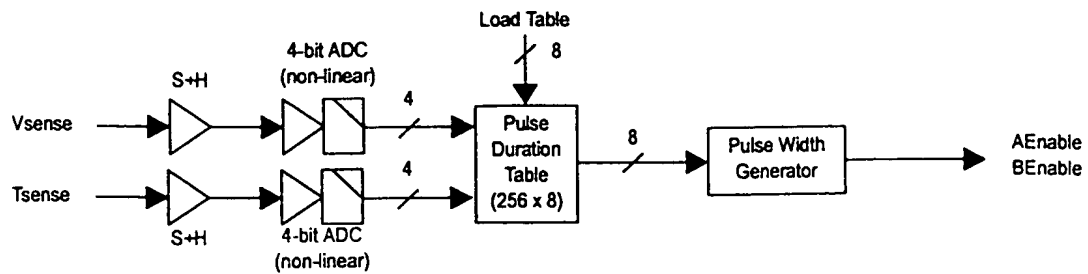 Load Table
8
4-bit ADC
(non-linear)
S+H
4
Vsense
Pulse
Duration
Table
(256 x 8)
8
Pulse Width
Generator
AEnable
BEnable
Tsense
4
S+H
4-bit ADC
(non-linear)